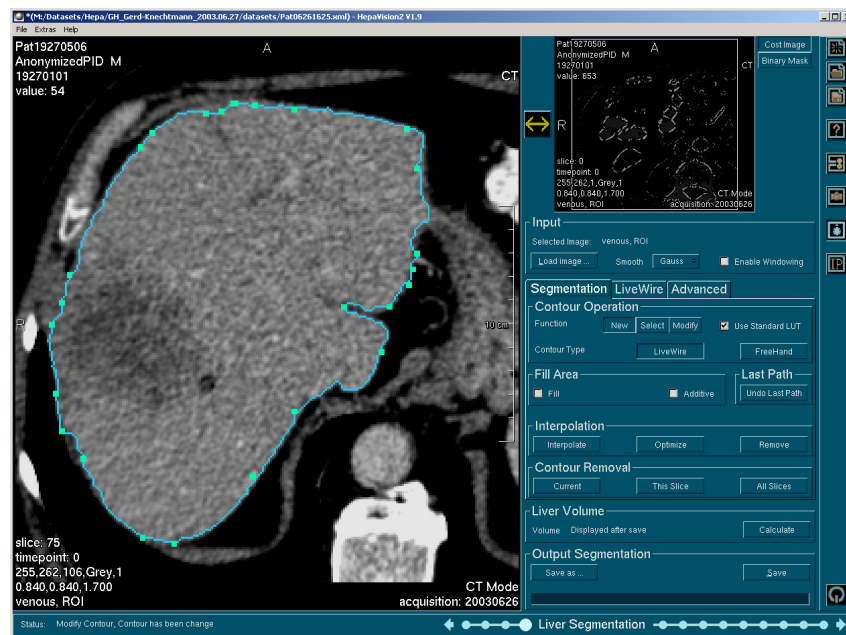 *(M:/Datasets/Hepa/GH_Gerd-Knechtmann_2003.06.27/datasets/Pat06261625.xml) - HepaVision2 V1.9
File Extras Help
Pat19270506
AnonymizedPID M
19270101
value: 54
A
CT
R
10 cm
slice: 75
timepoint: 0
255,262,106,Grey,1
0.840,0.840,1.700
venous, ROI
CT Mode
acquisition: 20030626
Pat19270506
AnonymizedPID M
19270101
value: 653
A
CT
R
slice: 0
timepoint: 0
255,262,1,Grey,1
0.840,0.840,1.700
venous, ROI
CT Mode
acquisition: 20030626
Cost Image
Binary Mask
Input
Selected Image: venous, ROI
Load image ... Smooth Gauss Enable Windowing
Segmentation LiveWire Advanced
Contour Operation
Function New Select Modify Use Standard LUT
Contour Type LiveWire FreeHand
Fill Area Last Path
Fill Additive Undo Last Path
Interpolation
Interpolate Optimize Remove
Contour Removal
Current This Slice All Slices
Liver Volume
Volume Displayed after save Calculate
Output Segmentation
Save as ... Save
Status: Modify Contour, Contour has been change
Liver Segmentation